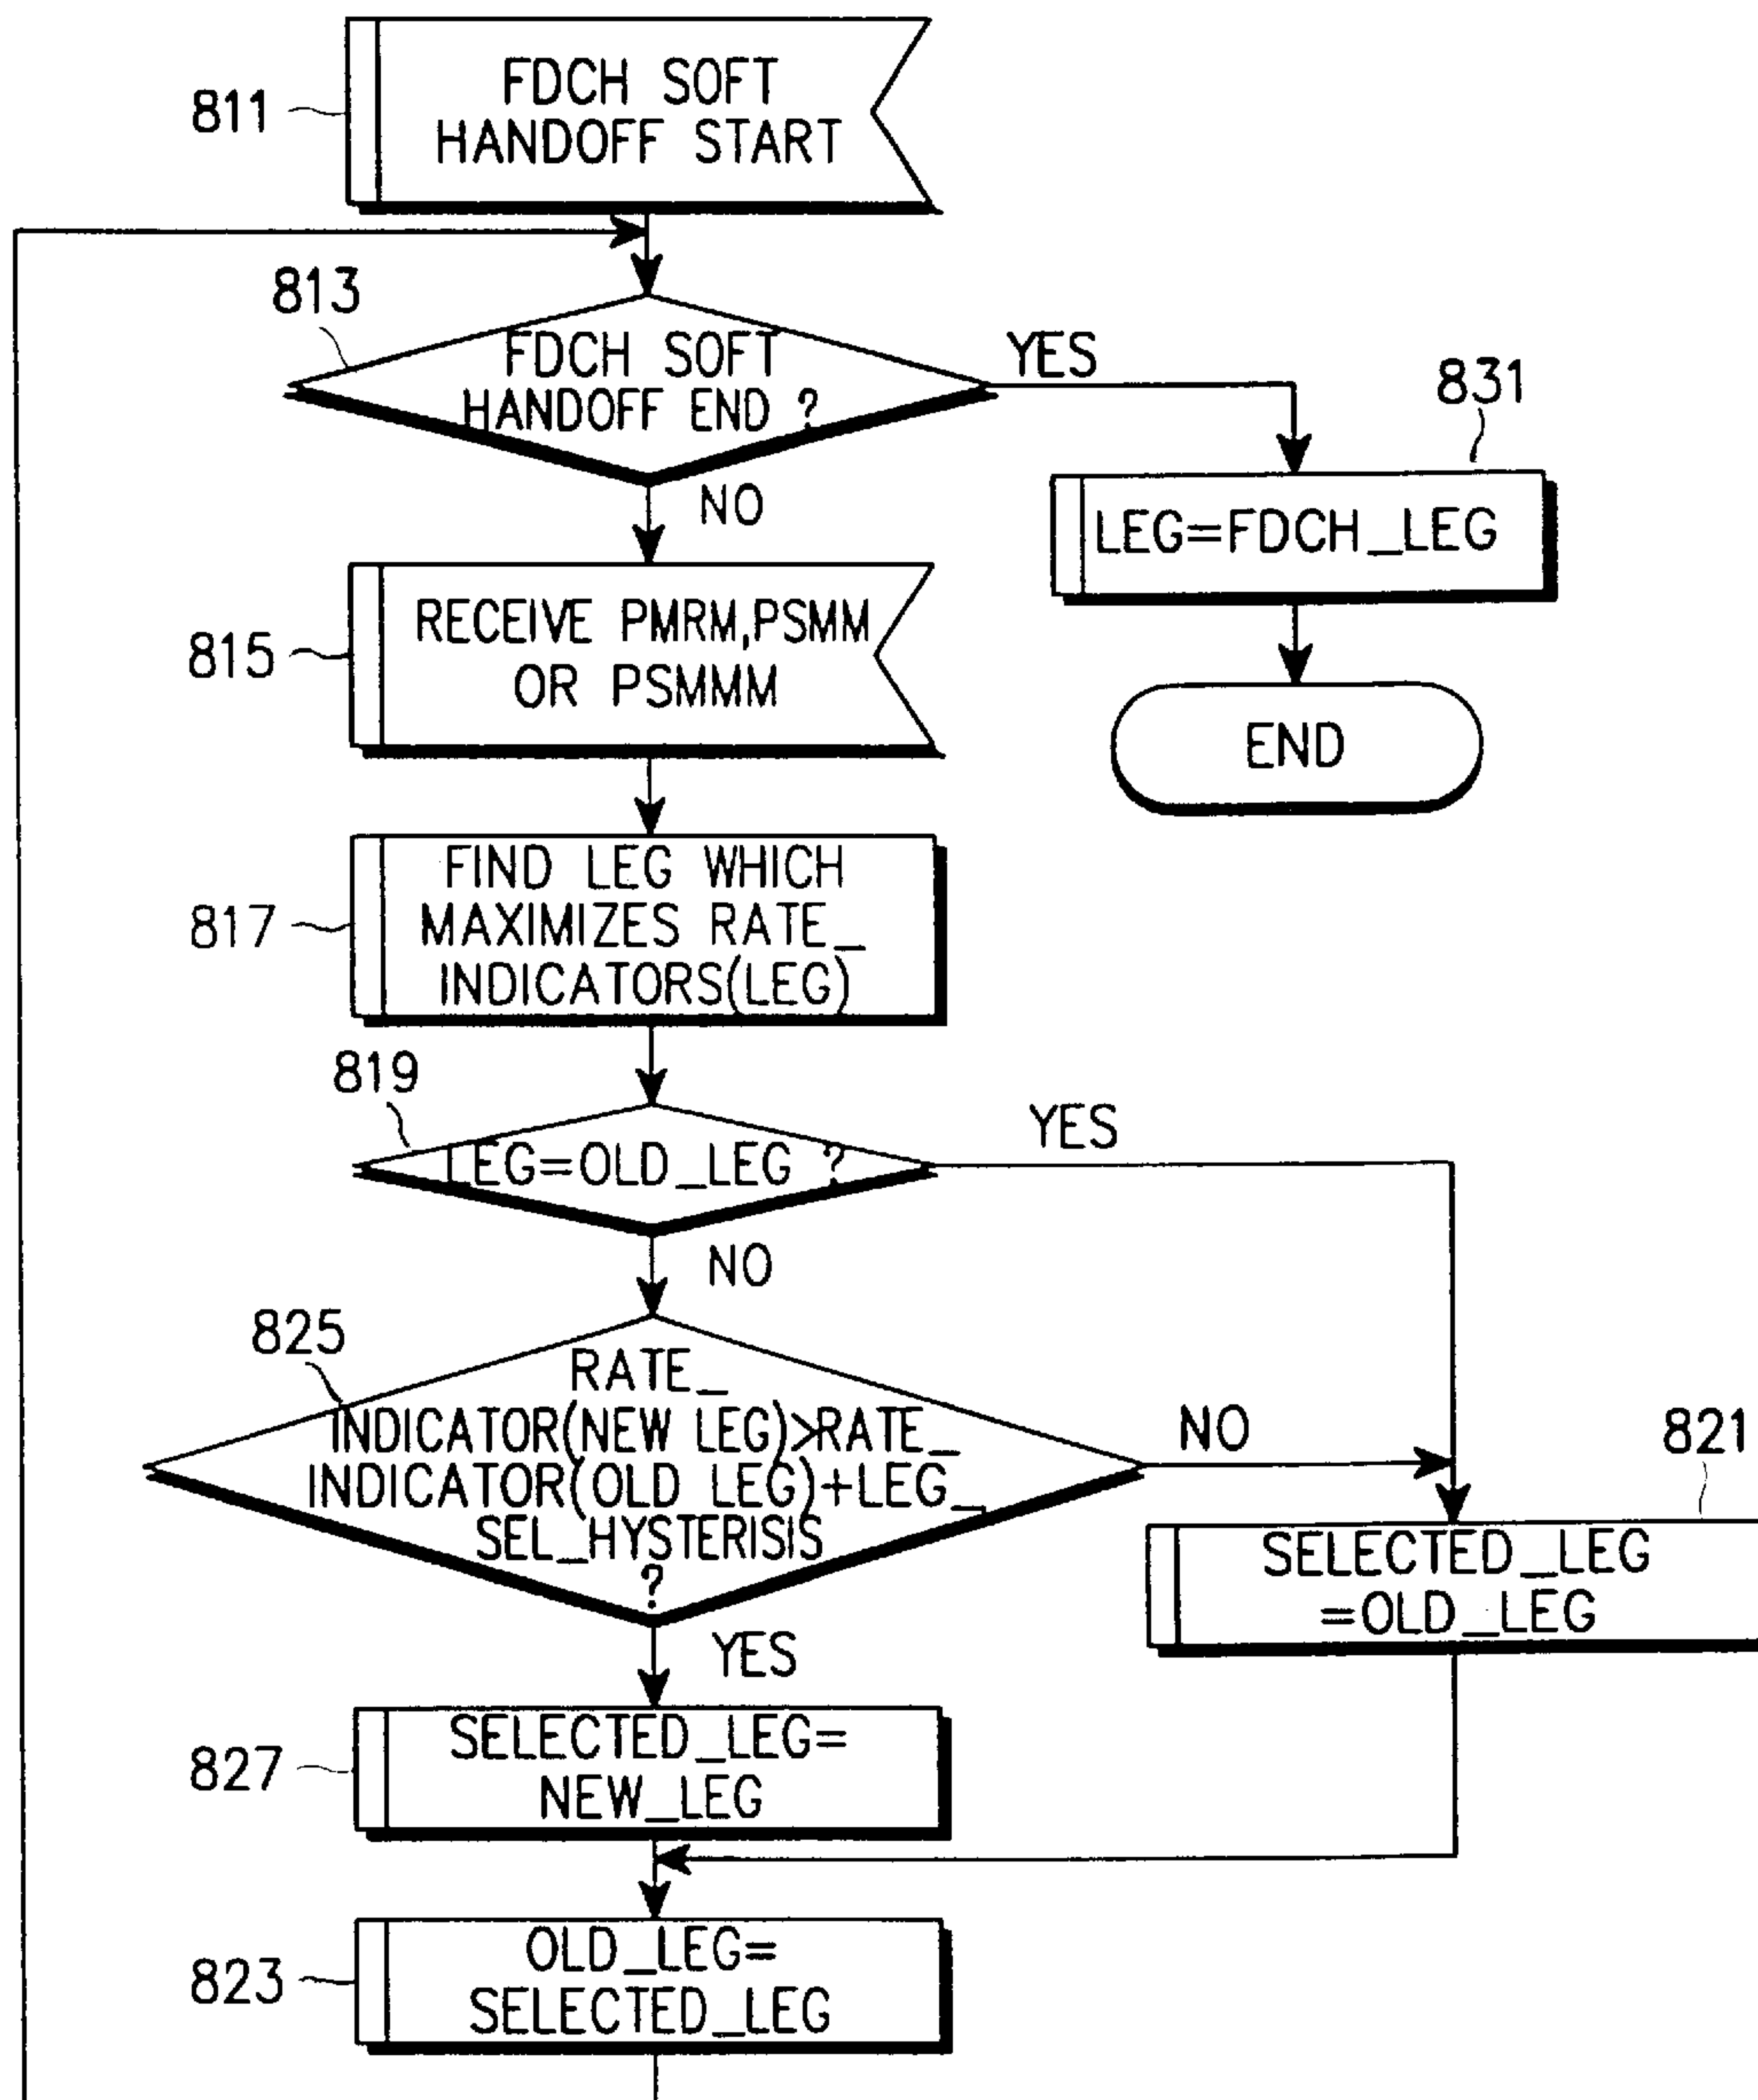 FDCH SOFT
HANDOFF START
811
813
FDCH SOFT
HANDOFF END ?
YES
831
LEG=FDCH_LEG
END
NO
815
RECEIVE PMRM,PSMM
OR PSMMM
817
FIND LEG WHICH
MAXIMIZES RATE_
INDICATORS(LEG)
819
LEG=OLD_LEG ?
YES
NO
825
RATE_
INDICATOR(NEW LEG)>RATE_
INDICATOR(OLD LEG)+LEG_
SEL_HYSTERISIS
?
NO
821
SELECTED_LEG
=OLD_LEG
YES
827
SELECTED_LEG=
NEW_LEG
823
OLD_LEG=
SELECTED_LEG